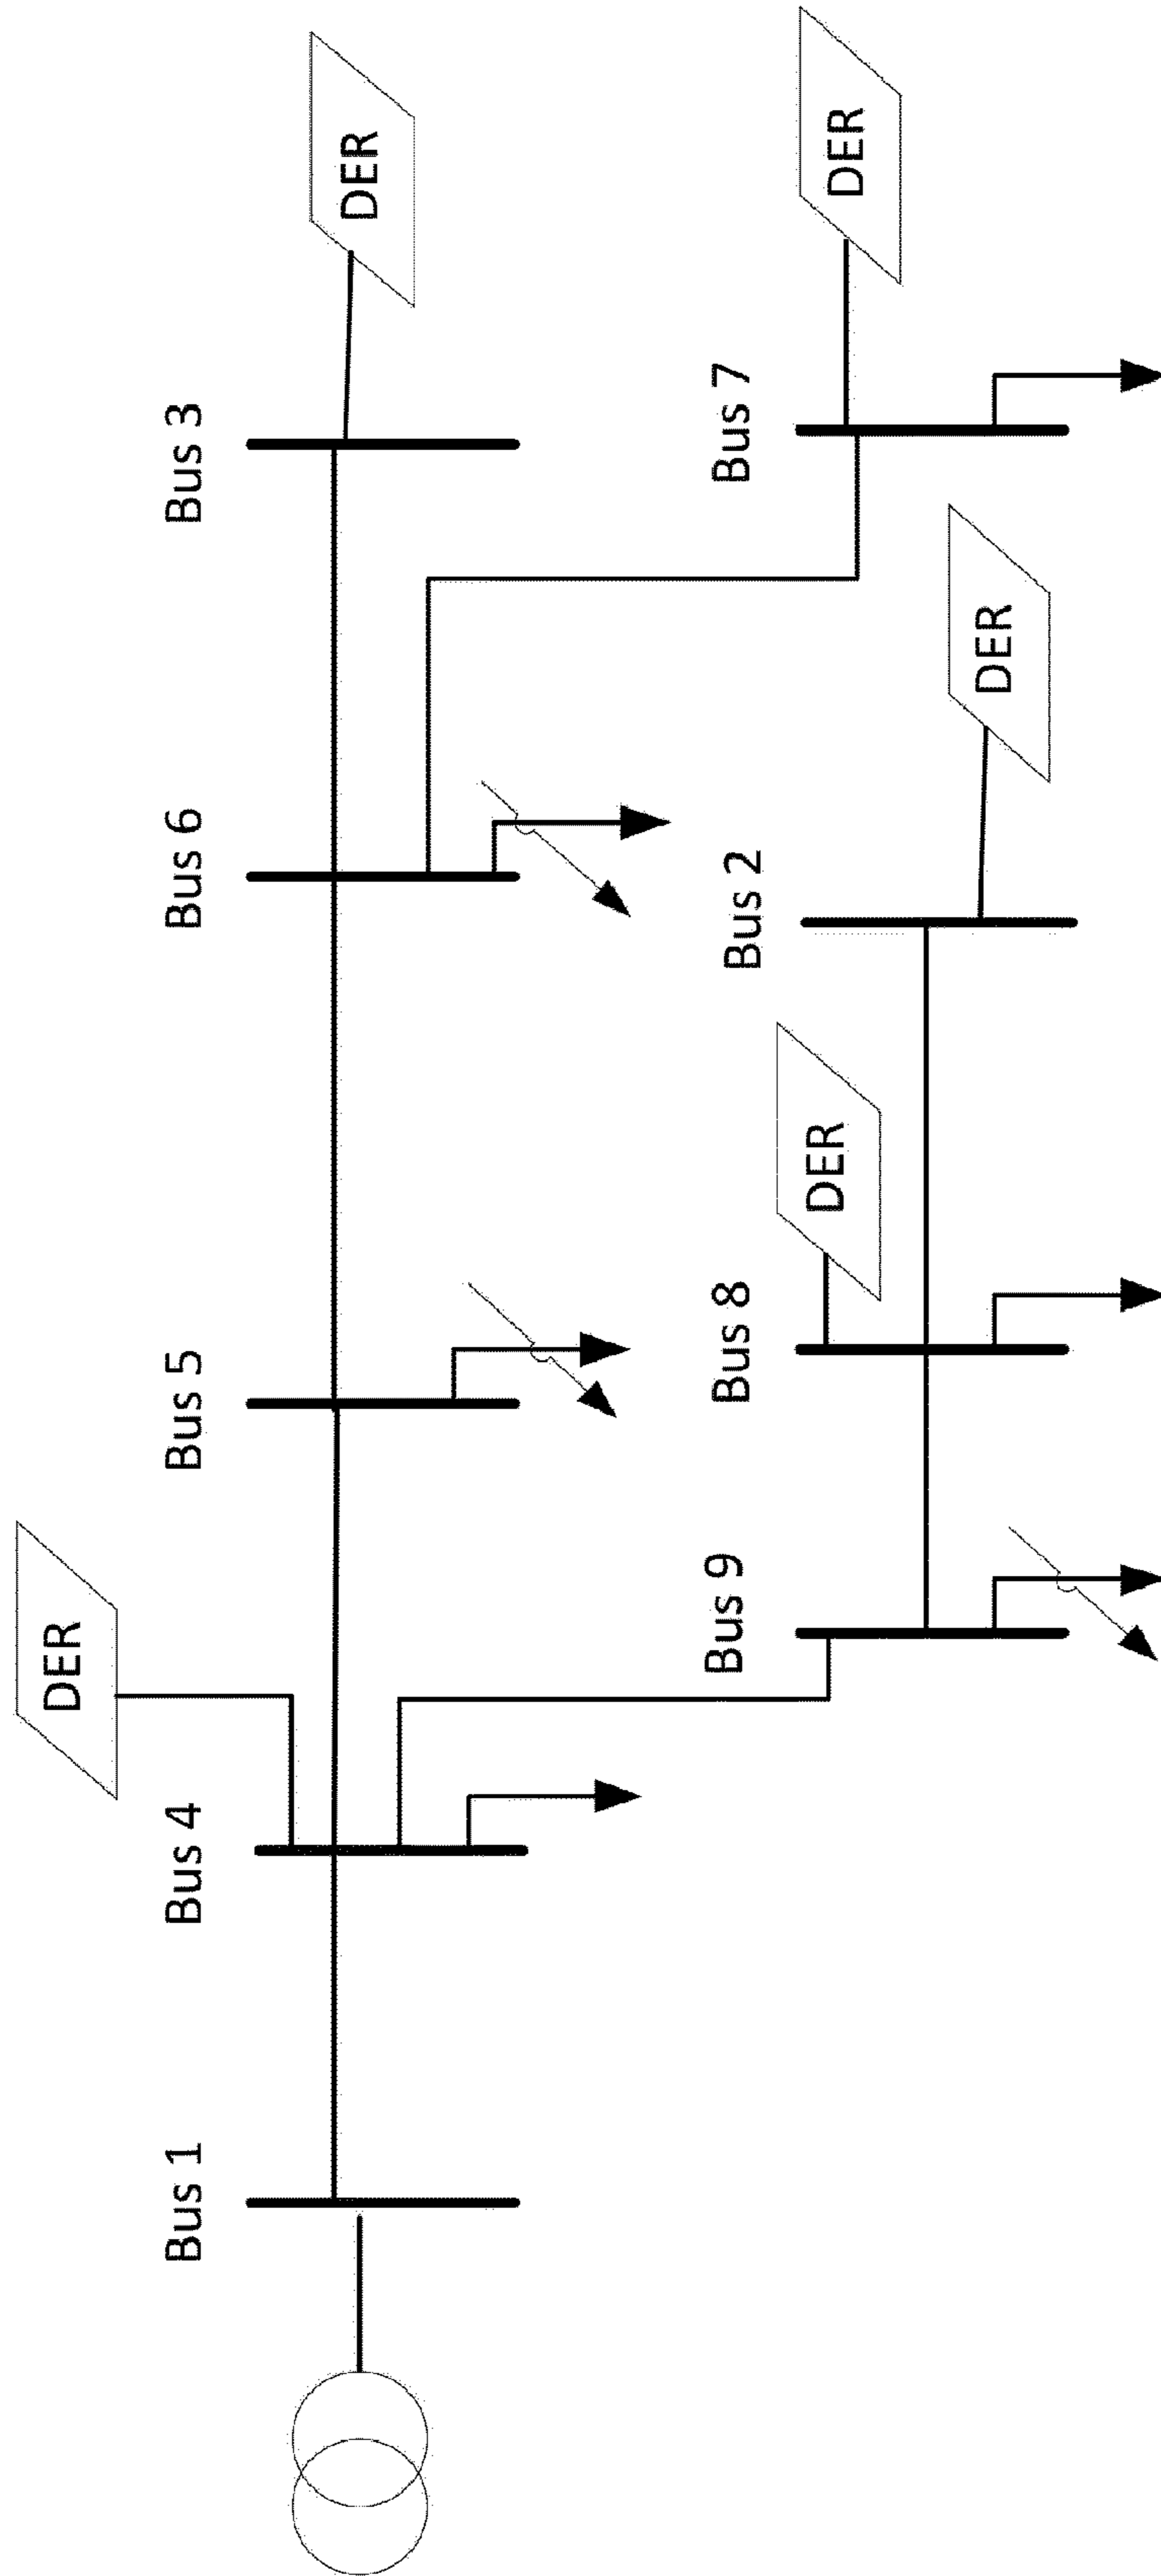 DER
Bus 1
Bus 4
Bus 5
Bus 6
Bus 3
DER
Bus 9
Bus 8
DER
Bus 2
DER
Bus 7
DER